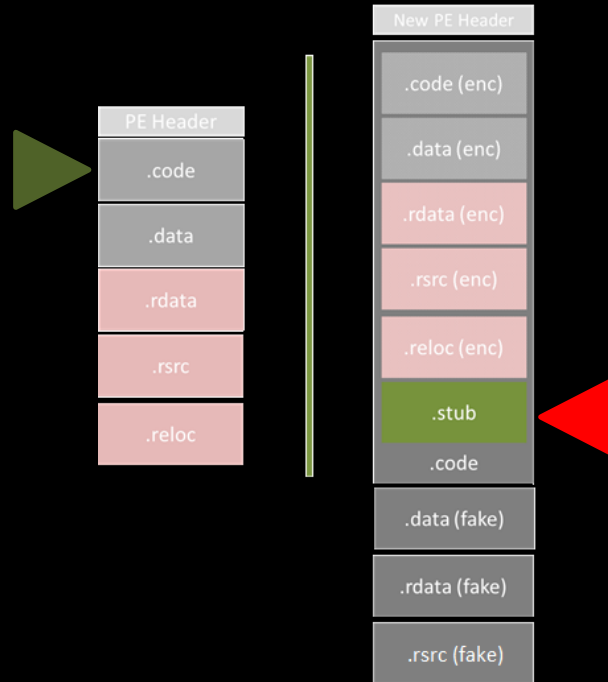 PE Header
.code
.data
.rdata
.rsrc
.reloc
New PE Header
.code (enc)
.data (enc)
.rdata (enc)
.rsrc (enc)
.reloc (enc)
.stub
.code
.data (fake)
.rdata (fake)
.rsrc (fake)